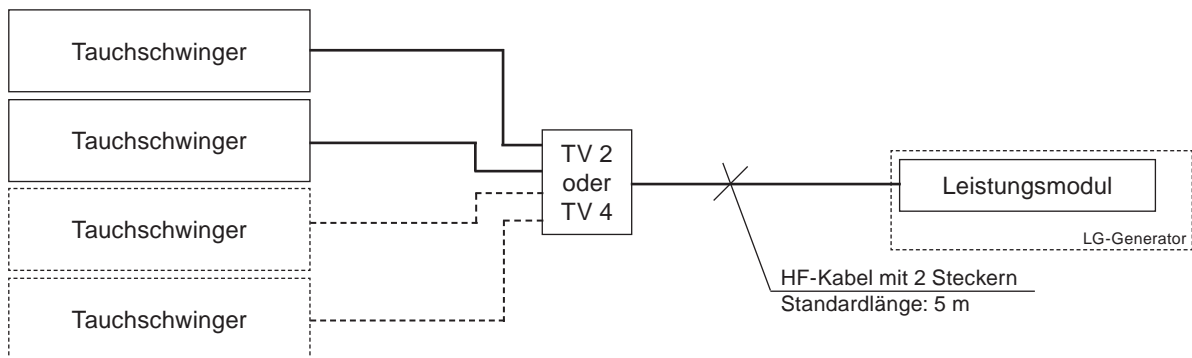 Tauchschwinger
Tauchschwinger
Tauchschwinger
Tauchschwinger
TV 2
oder
TV 4
Leistungsmodul
LG-Generator
HF-Kabel mit 2 Steckern
Standardlänge: 5 m